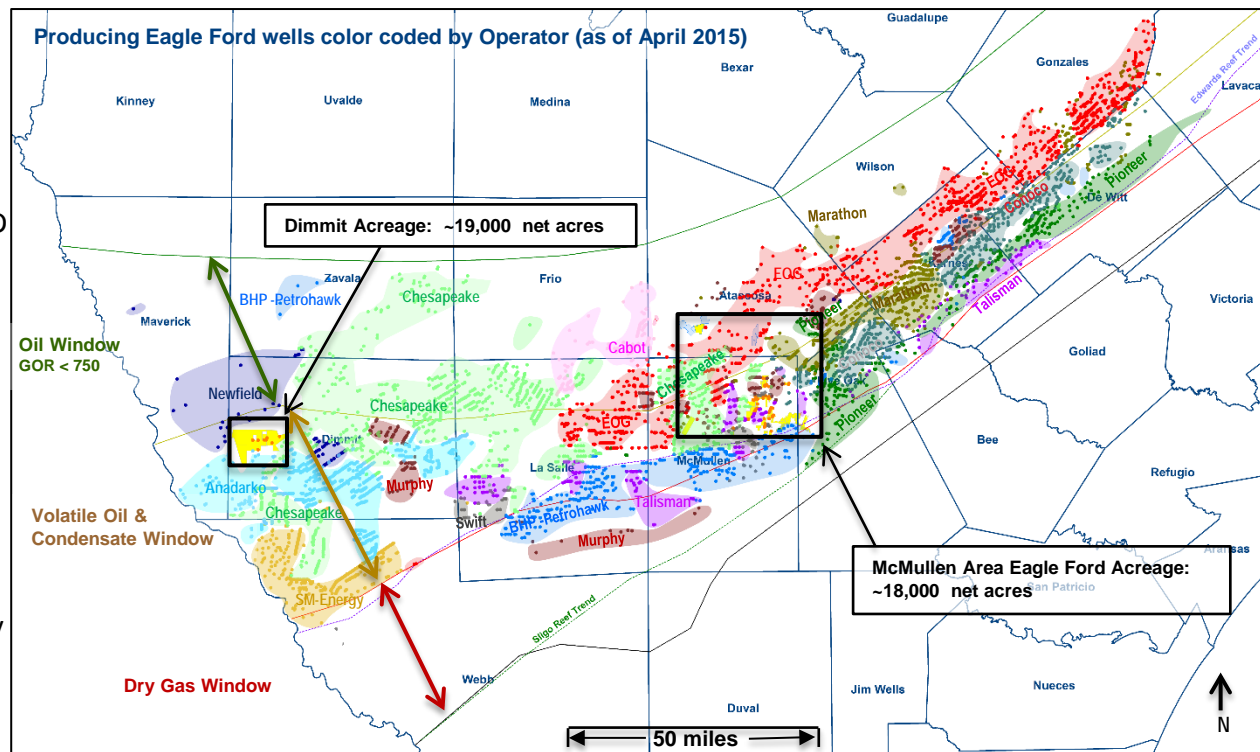 Producing Eagle Ford wells color coded by Operator (as of April 2015)
Guadalupe
Bexar
Gonzales
Edwards Reef Trend
Lavaca
Kinney
Uvalde
Medina
Wilson
EOG
Pioneer
Conoco
De Witt
Marathon
Dimmit Acreage: ~19,000 net acres
Zavala
Frio
BHP-Petrohawk
Chesapeake
Maverick
EOG
Atascosa
Karnes
Marathon
Pioneer
Talisman
Victoria
Goliad
Oil Window
GOR < 750
Cabot
Chesapeake
Live Oak
Newfield
Chesapeake
EOG
Pioneer
Bee
Dimmit
La Salle
McMullen
Refugio
Anadarko
Murphy
Chesapeake
Swift
BHP-Petrohawk
Talisman
Murphy
Volatile Oil &
Condensate Window
Aransas
McMullen Area Eagle Ford Acreage:
~18,000 net acres
San Patricio
SM-Energy
Sligo Reef Trend
Dry Gas Window
Webb
Duval
Jim Wells
Nueces
50 miles
N